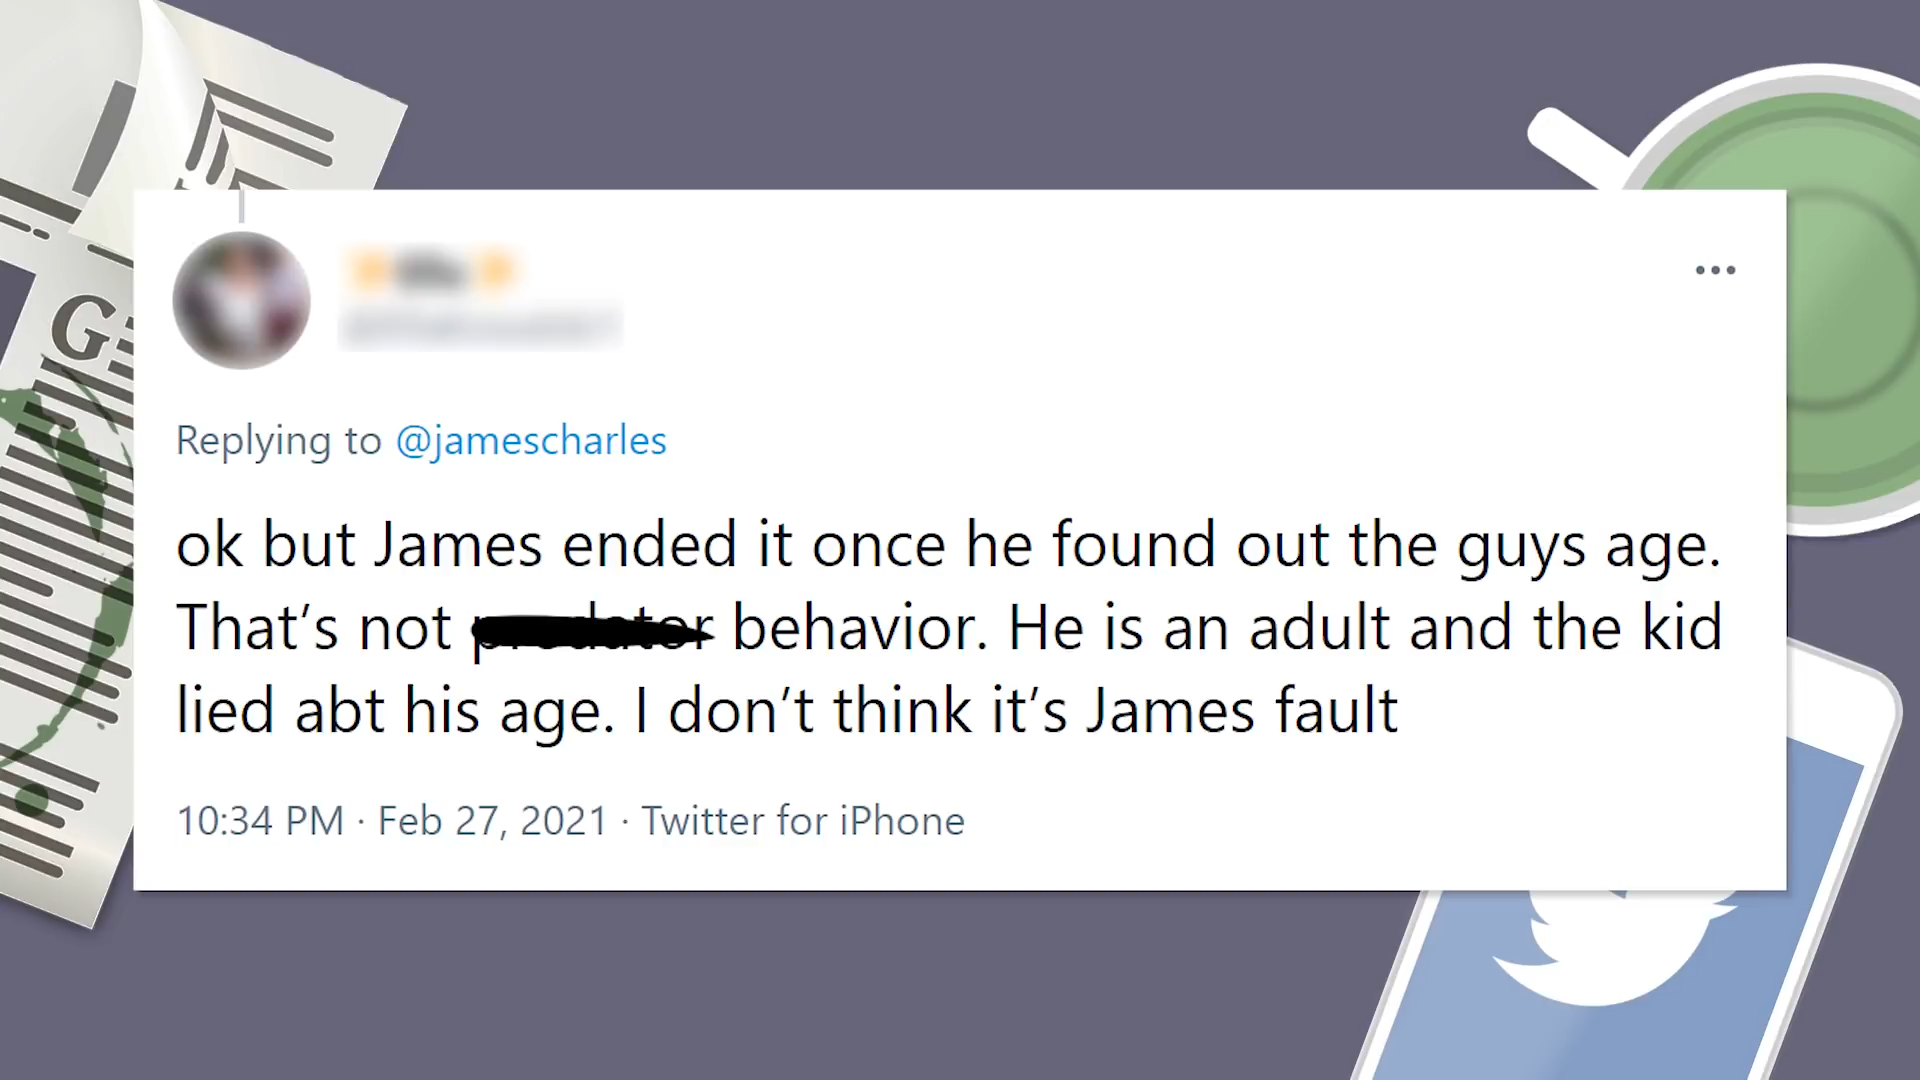 G
Replying to @jamescharles
ok but James ended it once he found out the guys age.
That's not predator behavior. He is an adult and the kid
lied abt his age. I don't think it's James fault
10:34 PM · Feb 27, 2021 · Twitter for iPhone